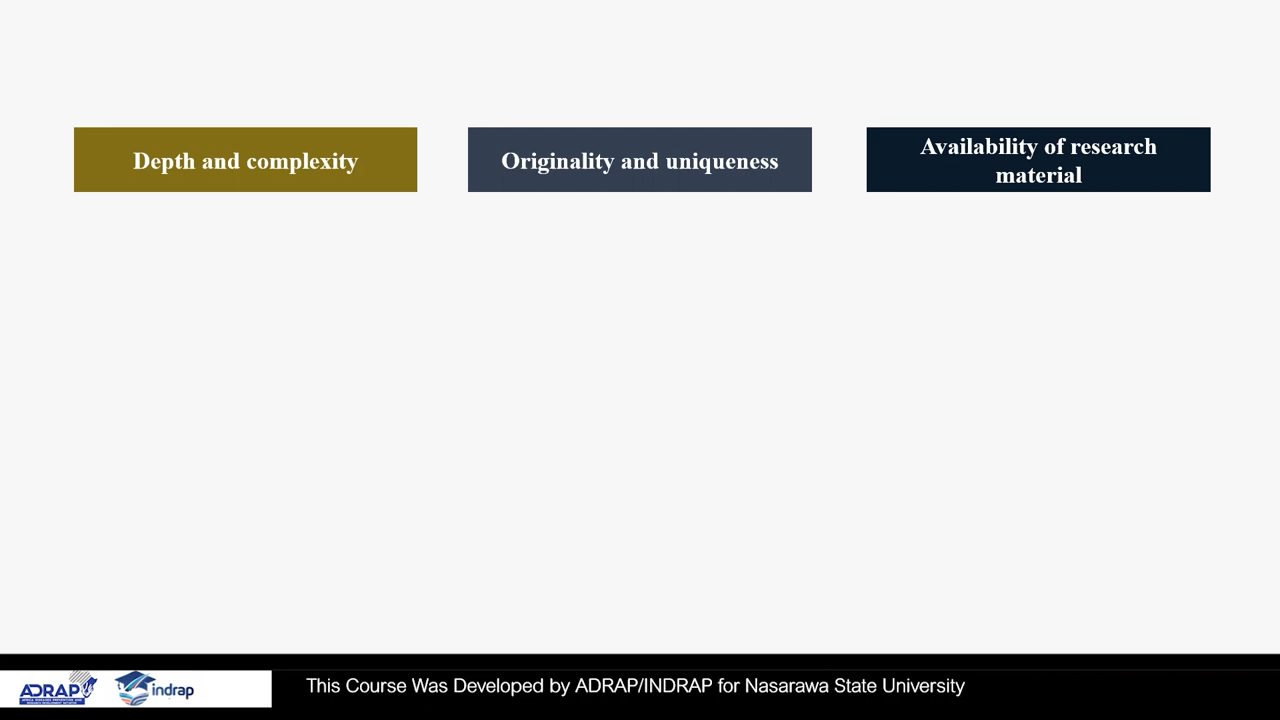 Depth and complexity
Originality and uniqueness
Availability of research
material
ADRAP
indrap
This Course Was Developed by ADRAP/INDRAP for Nasarawa State University